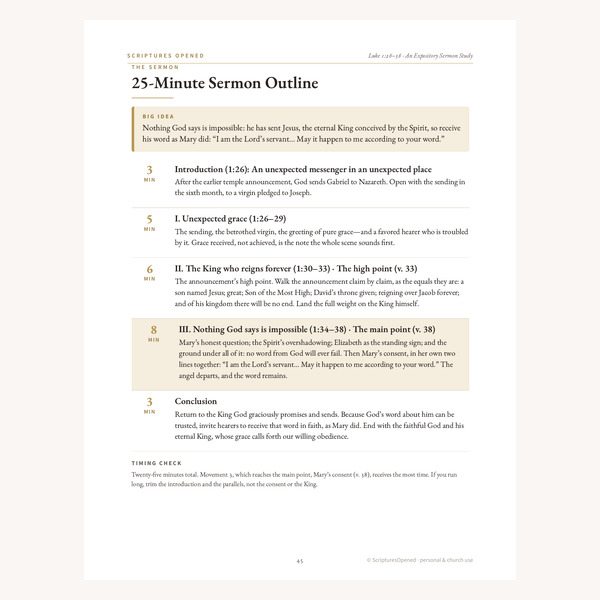 SCRIPTURES OPENED
Luke 1:26–38 · An Expository Sermon Study
THE SERMON
25-Minute Sermon Outline
BIG IDEA
Nothing God says is impossible: he has sent Jesus, the eternal King conceived by the Spirit, so receive
his word as Mary did: “I am the Lord’s servant… May it happen to me according to your word.”
3
MIN
Introduction (1:26): An unexpected messenger in an unexpected place
After the earlier temple announcement, God sends Gabriel to Nazareth. Open with the sending in
the sixth month, to a virgin pledged to Joseph.
5
MIN
I. Unexpected grace (1:26–29)
The sending, the betrothed virgin, the greeting of pure grace—and a favored hearer who is troubled
by it. Grace received, not achieved, is the note the whole scene sounds first.
6
MIN
II. The King who reigns forever (1:30–33) · The high point (v. 33)
The announcement’s high point. Walk the announcement claim by claim, as the equally they are: a
son named Jesus; great; Son of the Most High; David’s throne given; reigning over Jacob forever;
and of his kingdom there will be no end. Land the full weight on the King himself.
8
MIN
III. Nothing God says is impossible (1:34–38) · The main point (v. 38)
Mary’s honest question; the Spirit’s overshadowing; Elizabeth as the standing sign; and the
ground under all of it: no word from God will ever fail. Then Mary’s consent, in her own two
lines together: “I am the Lord’s servant… May it happen to me according to your word.” The
angel departs, and the word remains.
3
MIN
Conclusion
Return to the King God graciously promises and sends. Because God’s word about him can be
trusted, invite hearers to receive that word in faith, as Mary did. End with the faithful God and his
eternal King, whose grace calls forth our willing obedience.
TIMING CHECK
Twenty-five minutes total. Movement 3, which reaches the main point, Mary’s consent (v. 38), receives the most time. If you run
long, trim the introduction and the parallels, not the consent or the King.
45
© ScripturesOpened · personal & church use